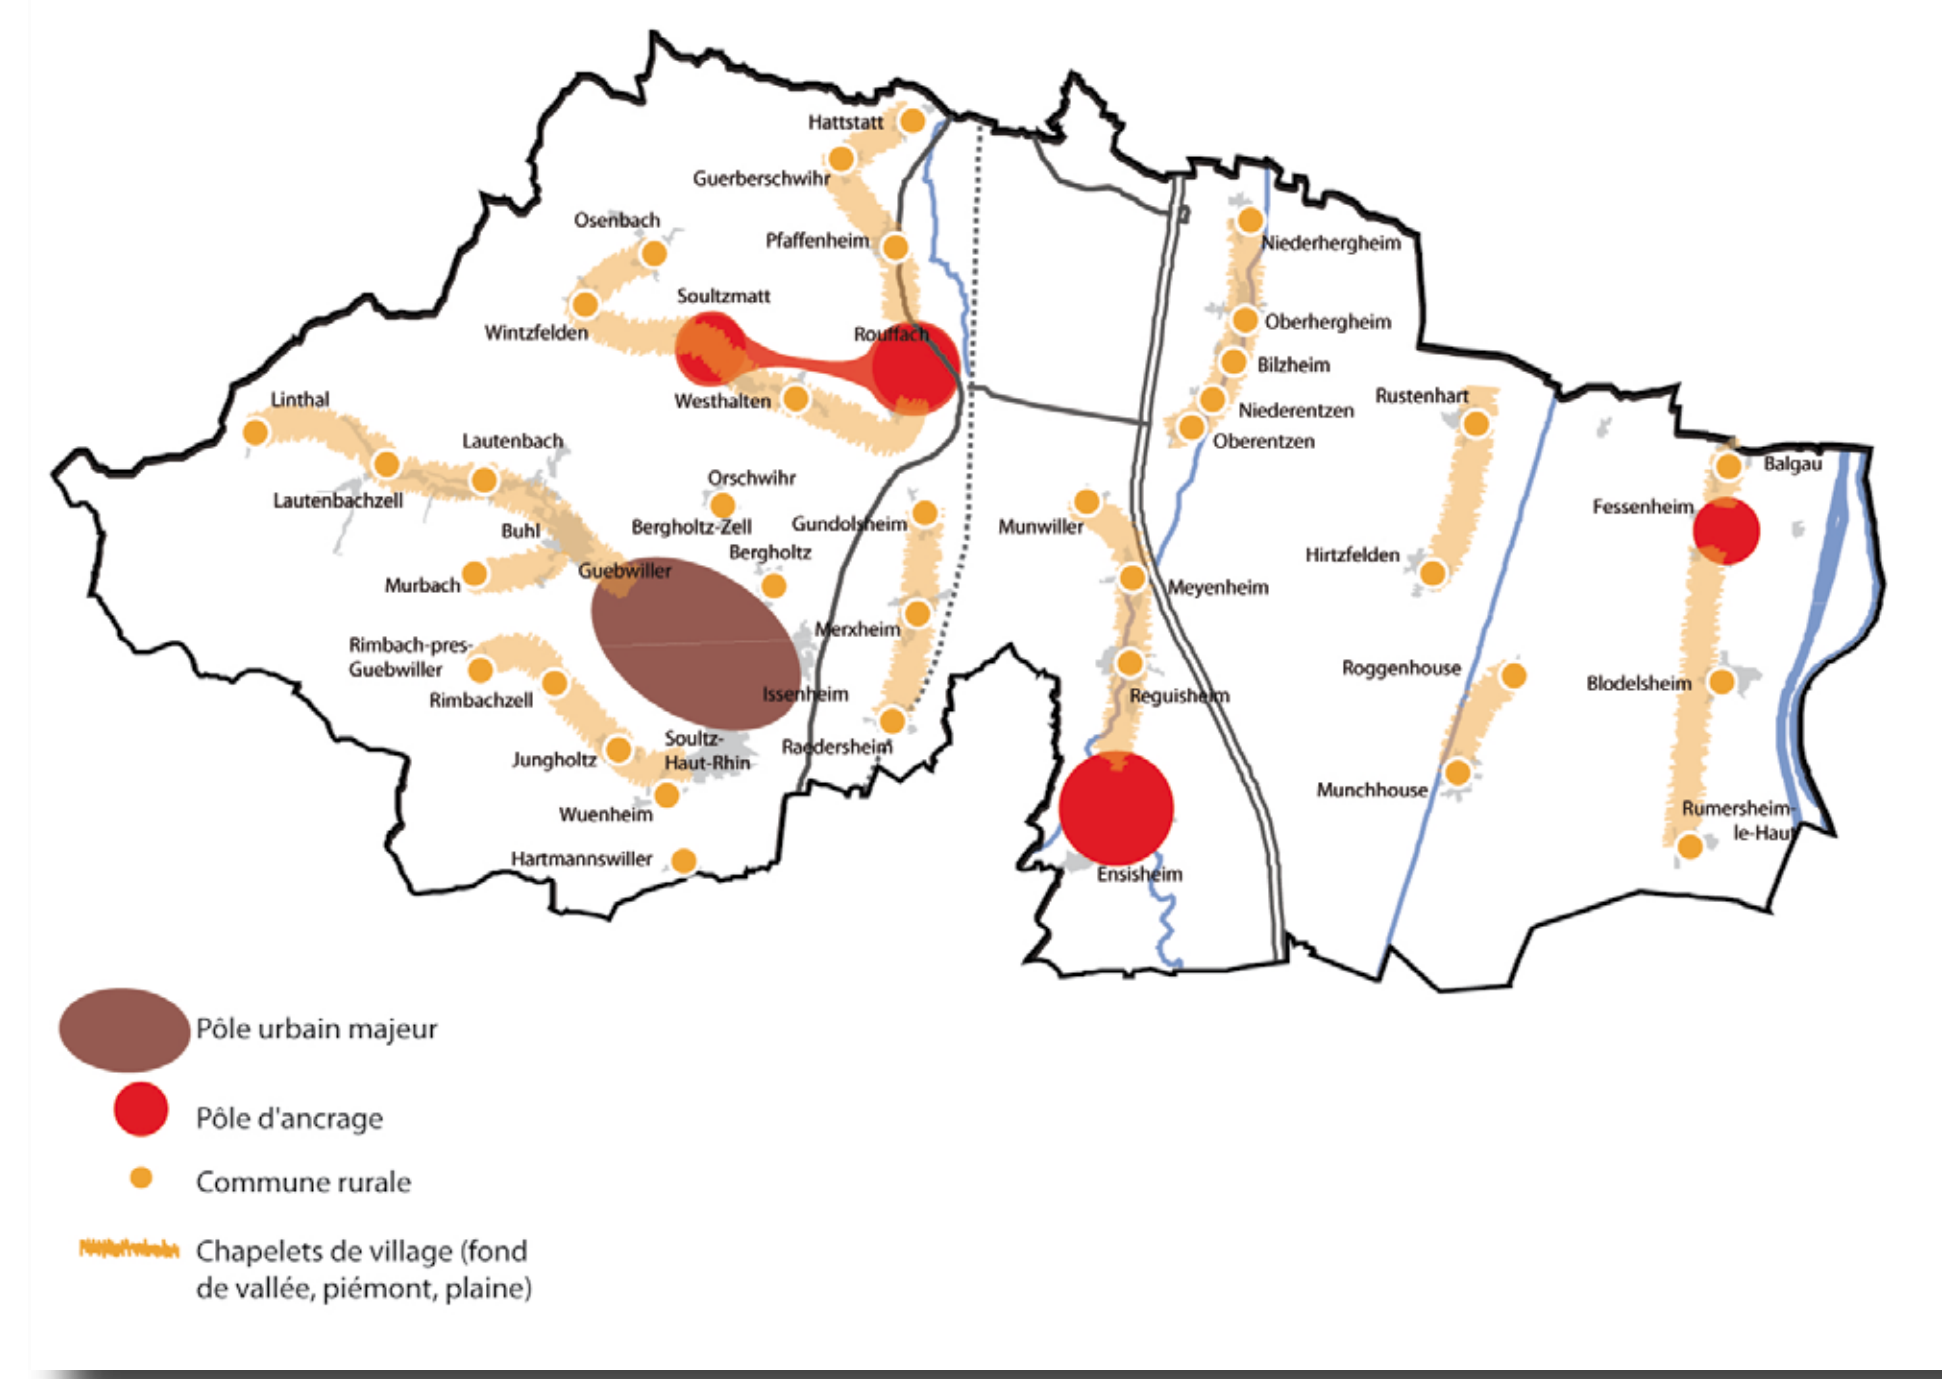 Hattstatt
Guerberschwihr
Osenbach
Pfaffenheim
Niederhergheim
Soultzmatt
Wintzfelden
Rouffach
Oberhergheim
Bilzheim
Linthal
Westhalten
Rustenhart
Niederentzen
Lautenbach
Oberentzen
Balgau
Orschwihr
Lautenbachzell
Fessenheim
Buhl
Bergholtz-Zell
Gundolsheim
Munwiller
Bergholtz
Hirtzfelden
Guebwiller
Murbach
Meyenheim
Merxheim
Rimbach-pres-
Guebwiller
Roggenhouse
Blodelsheim
Rimbachzell
Issenheim
Reguisheim
Soultz-
Haut-Rhin
Raedersheim
Jungholtz
Munchhouse
Rumersheim-
le-Haut
Wuenheim
Hartmannswiller
Ensisheim
Pôle urbain majeur
Pôle d'ancrage
Commune rurale
Chapelets de village (fond
de vallée, piémont, plaine)